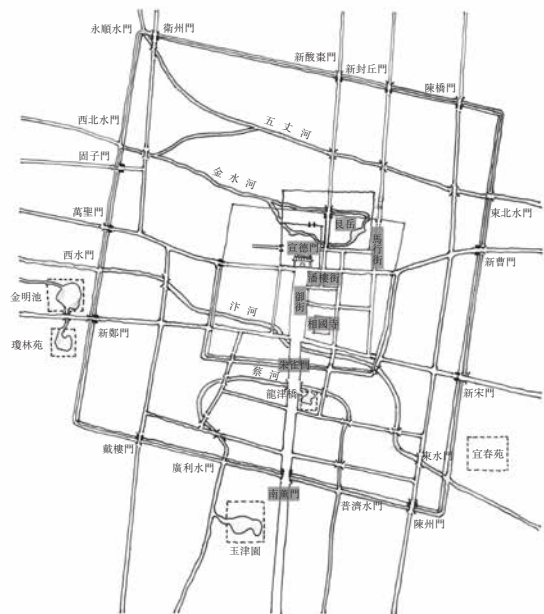 永順水門
衛州門
新酸棗門
新封丘門
陳橋門
五丈河
西北水門
固子門
金水河
東北水門
艮岳
馬行街
萬聖門
宣德門
新曹門
西水門
潘樓街
金明池
御街
汴河
相國寺
新鄭門
瓊林苑
朱雀門
蔡河
新宋門
龍津橋
戴樓門
東水門
宜春苑
廣利水門
南薰門
普濟水門
陳州門
玉津園